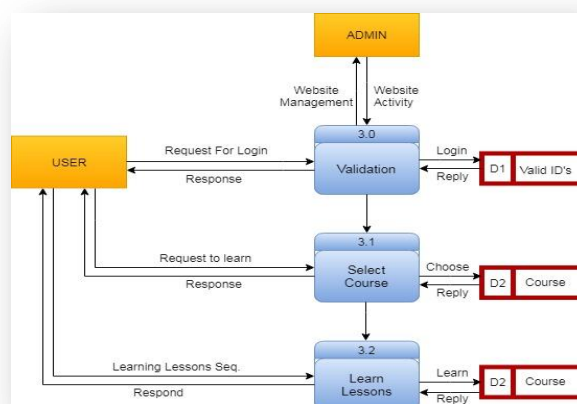 ADMIN
Website
Management
Website
Activity
3.0
USER
Request For Login
Validation
Login
D1
Valid ID's
Response
Reply
3.1
Request to learn
Select
Course
Choose
D2
Course
Response
Reply
3.2
Learning Lessons Seq.
Learn
Lessons
Learn
D2
Course
Respond
Reply